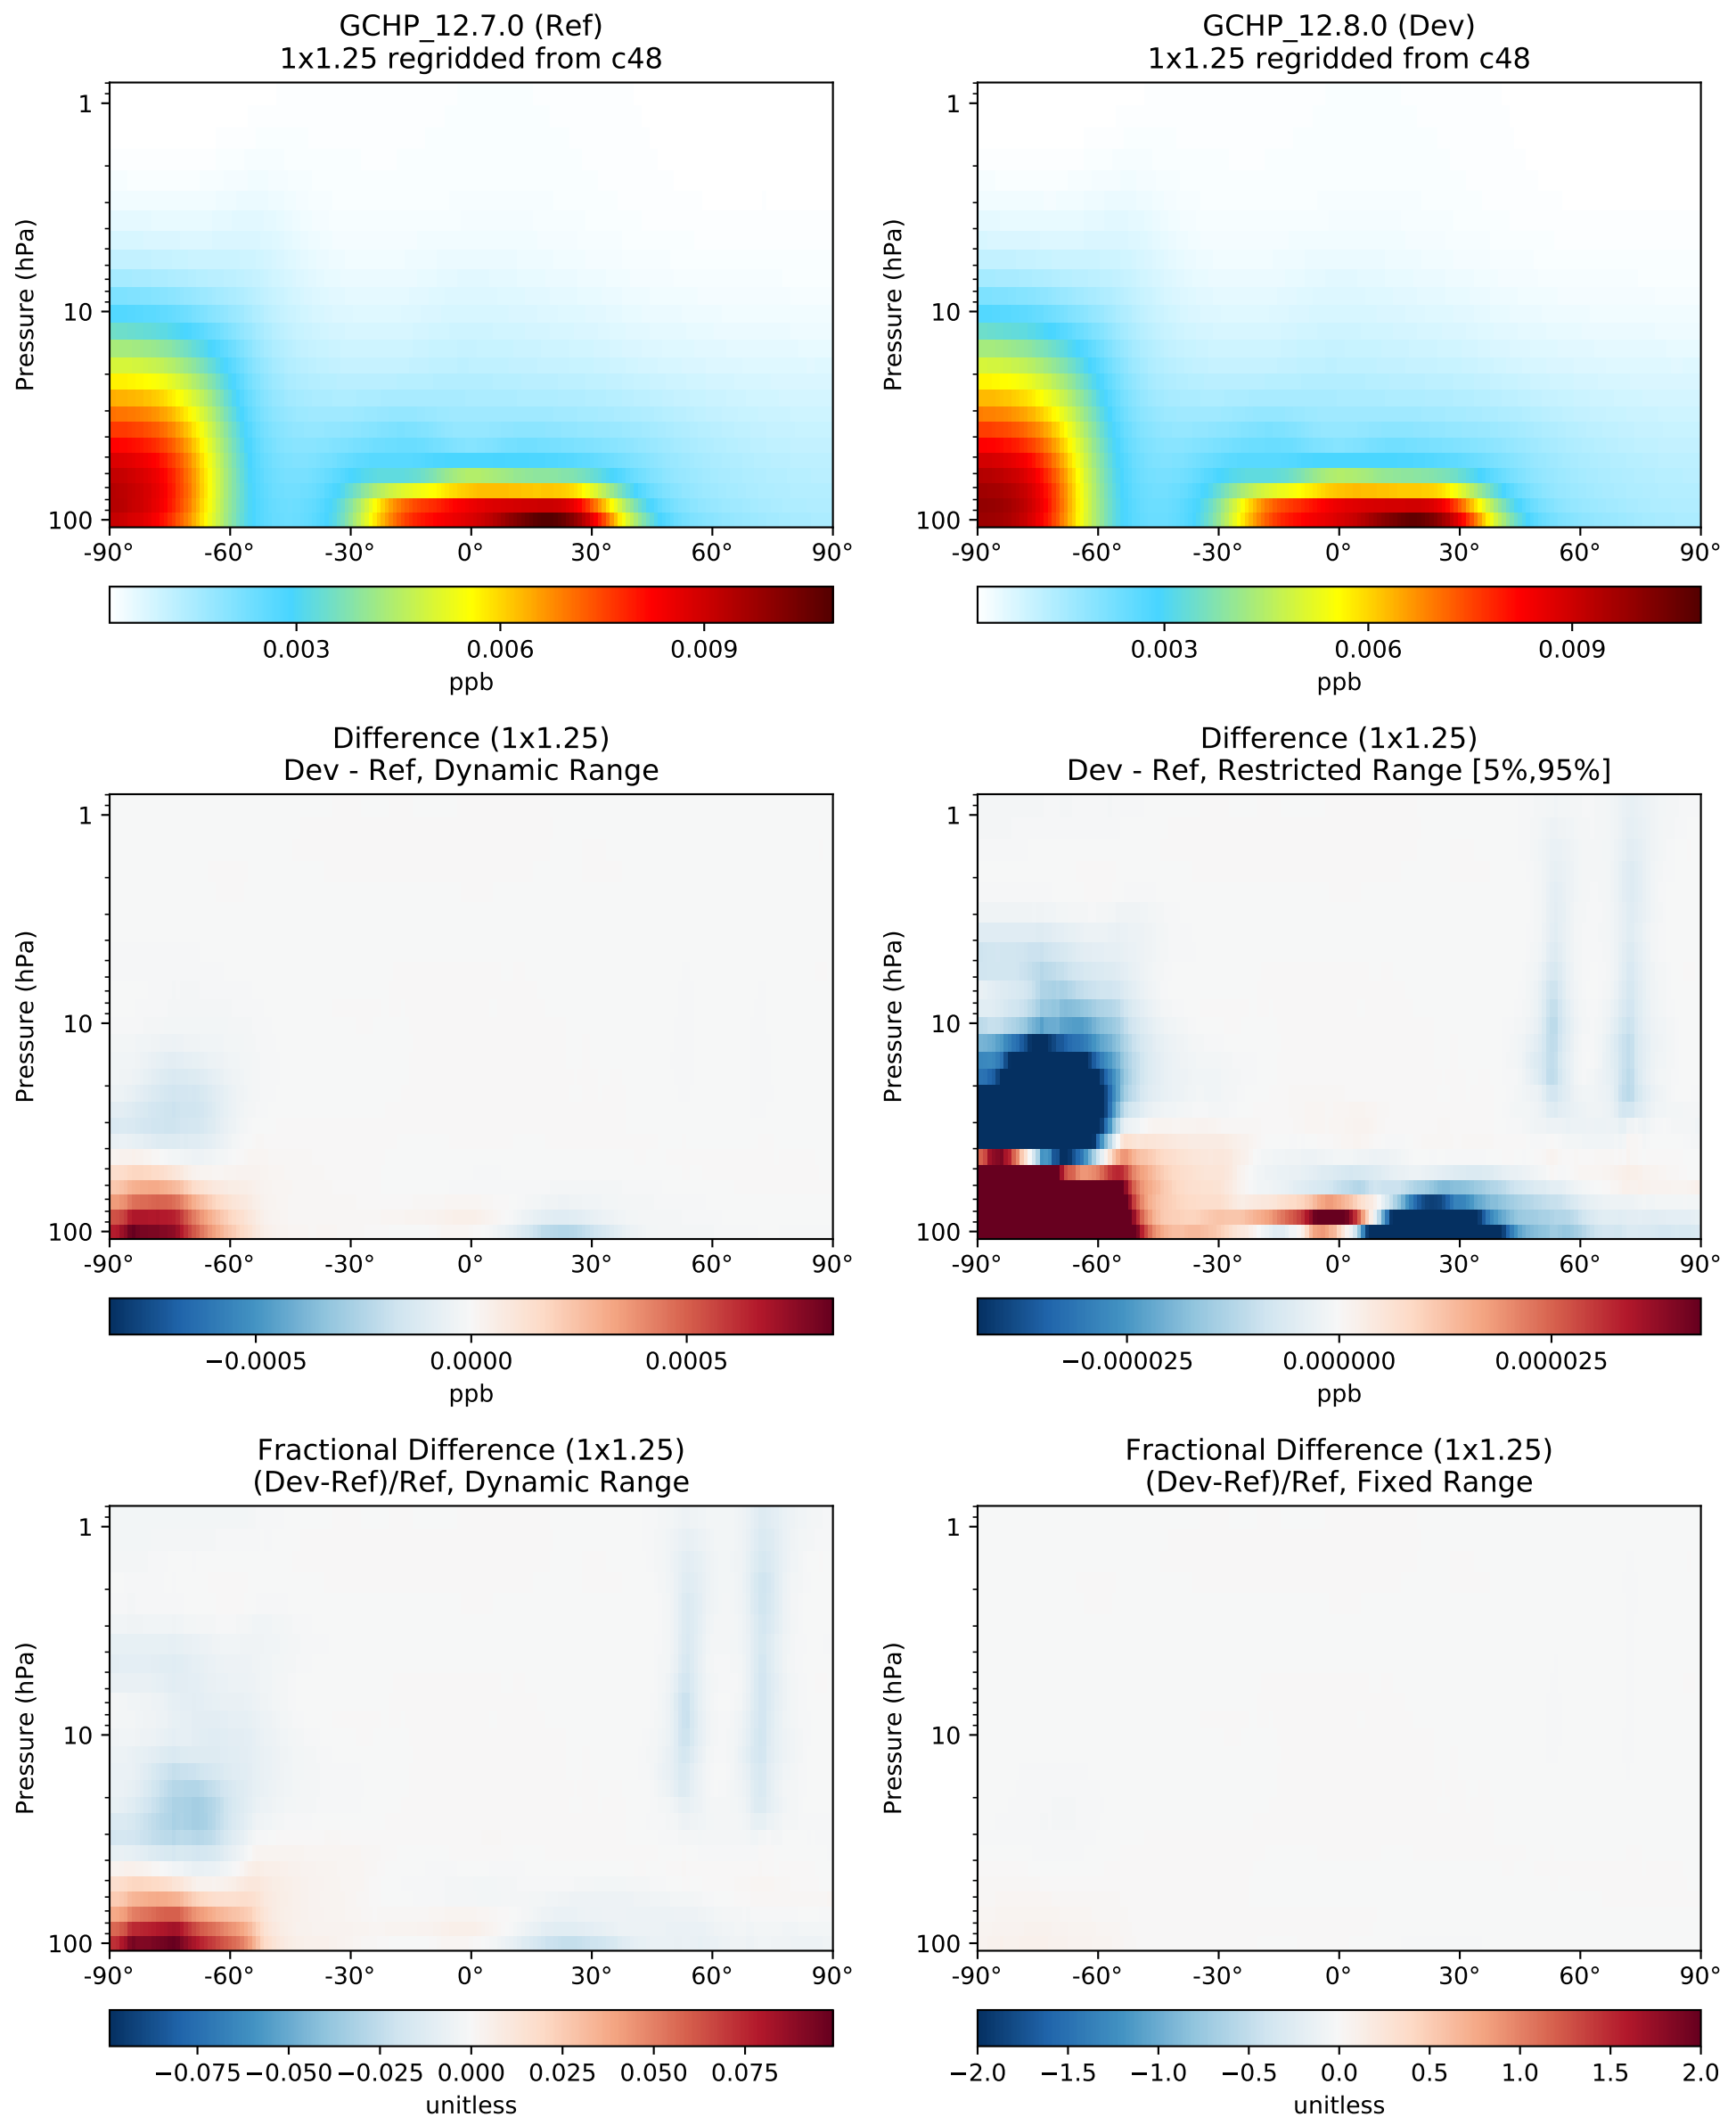 GCHP_12.7.0 (Ref)
1x1.25 regridded from c48
Pressure (hPa)
1
10
100
-90° -60° -30° 0° 30° 60° 90°
0.003 0.006 0.009
ppb
GCHP_12.8.0 (Dev)
1x1.25 regridded from c48
Pressure (hPa)
1
10
100
-90° -60° -30° 0° 30° 60° 90°
0.003 0.006 0.009
ppb
Difference (1x1.25)
Dev - Ref, Dynamic Range
Pressure (hPa)
1
10
100
-90° -60° -30° 0° 30° 60° 90°
−0.0005 0.0000 0.0005
ppb
Difference (1x1.25)
Dev - Ref, Restricted Range [5%,95%]
Pressure (hPa)
1
10
100
-90° -60° -30° 0° 30° 60° 90°
−0.000025 0.000000 0.000025
ppb
Fractional Difference (1x1.25)
(Dev-Ref)/Ref, Dynamic Range
Pressure (hPa)
1
10
100
-90° -60° -30° 0° 30° 60° 90°
−0.075 −0.050 −0.025 0.000 0.025 0.050 0.075
unitless
Fractional Difference (1x1.25)
(Dev-Ref)/Ref, Fixed Range
Pressure (hPa)
1
10
100
-90° -60° -30° 0° 30° 60° 90°
−2.0 −1.5 −1.0 −0.5 0.0 0.5 1.0 1.5 2.0
unitless